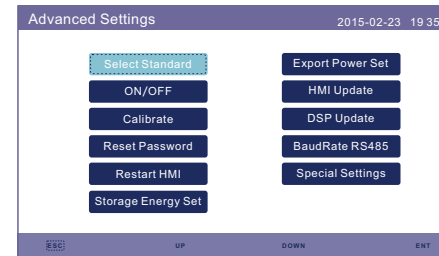 Advanced Settings 2015-02-23 19 35
Select Standard
ON/OFF
Calibrate
Reset Password
Restart HMI
Storage Energy Set
Export Power Set
HMI Update
DSP Update
BaudRate RS485
Special Settings
ESC UP DOWN ENT